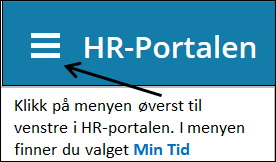 HR-Portalen
Klikk på menyen øverst til
venstre i HR-portalen. I menyen
finner du valget Min Tid